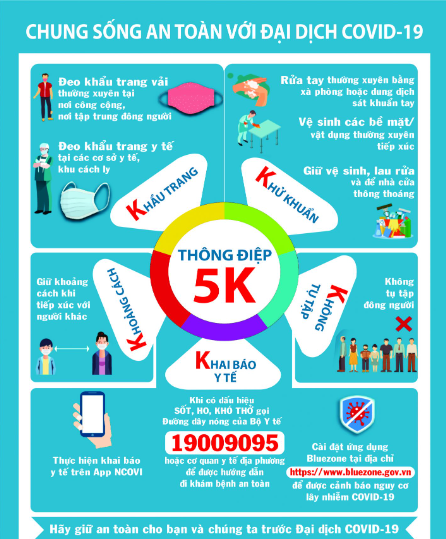 CHUNG SỐNG AN TOÀN VỚI ĐẠI DỊCH COVID-19
Đeo khẩu trang vải
thường xuyên tại
nơi công cộng,
nơi tập trung đông người
Đeo khẩu trang y tế
tại các cơ sở y tế,
khu cách ly
KHẨU TRANG
Rửa tay thường xuyên bằng
xà phòng hoặc dung dịch
sát khuẩn tay
Vệ sinh các bề mặt/
vật dụng thường xuyên
tiếp xúc
Giữ vệ sinh, lau rửa
và để nhà cửa
thông thoáng
KHỬ KHUẨN
THÔNG ĐIỆP
5K
Giữ khoảng
cách khi
tiếp xúc với
người khác
KHOẢNG CÁCH
KHÔNG
TỤ TẬP
Không
tụ tập
đông người
KHAI BÁO
Y TẾ
Thực hiện khai báo
y tế trên App NCOVI
Khi có dấu hiệu
SỐT, HO, KHÓ THỞ gọi
Đường dây nóng của Bộ Y tế
19009095
hoặc cơ quan y tế địa phương
để được hướng dẫn
đi khám bệnh an toàn
Cài đặt ứng dụng
Bluezone tại địa chỉ
https://www.bluezone.gov.vn
để được cảnh báo nguy cơ
lây nhiễm COVID-19
Hãy giữ an toàn cho bạn và chúng ta trước Đại dịch COVID-19